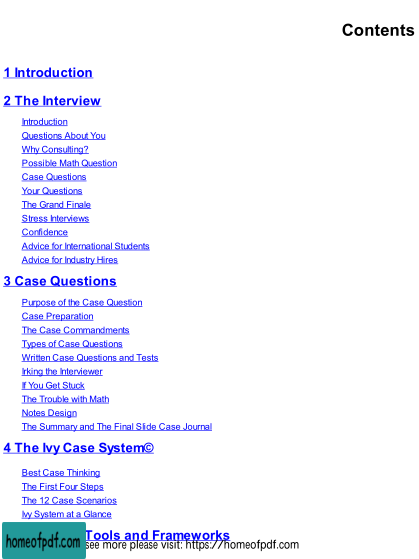 Contents
1 Introduction
2 The Interview
Introduction
Questions About You
Why Consulting?
Possible Math Question
Case Questions
Your Questions
The Grand Finale
Stress Interviews
Confidence
Advice for International Students
Advice for Industry Hires
3 Case Questions
Purpose of the Case Question
Case Preparation
The Case Commandments
Types of Case Questions
Written Case Questions and Tests
Irking the Interviewer
If You Get Stuck
The Trouble with Math
Notes Design
The Summary and The Final Slide Case Journal
4 The Ivy Case System©
Best Case Thinking
The First Four Steps
The 12 Case Scenarios
Ivy System at a Glance
Tools and Frameworks
homeofpdf.com see more please visit: https://homeofpdf.com